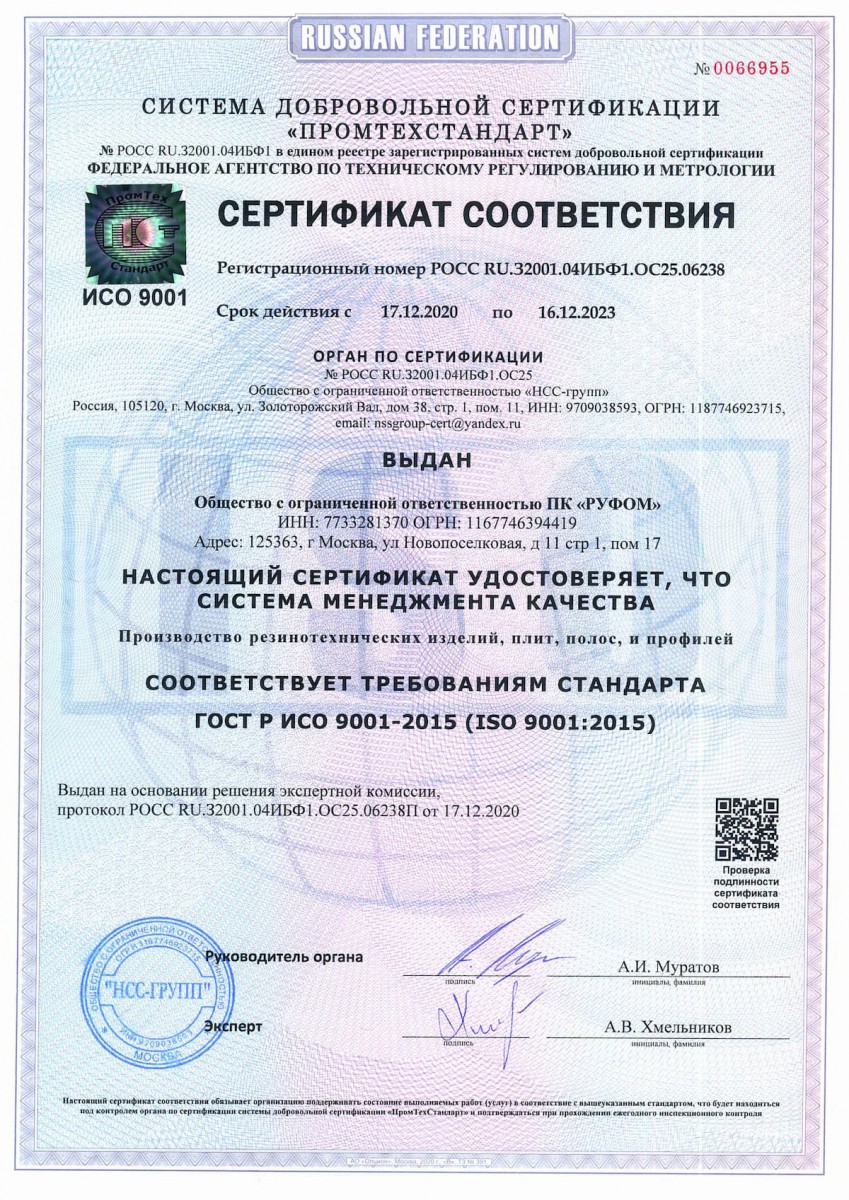 RUSSIAN FEDERATION
№ 0066955
СИСТЕМА ДОБРОВОЛЬНОЙ СЕРТИФИКАЦИИ
«ПРОМТЕХСТАНДАРТ»
№ РОСС RU.З2001.04ИБФ1 в едином реестре зарегистрированных систем добровольной сертификации
ФЕДЕРАЛЬНОЕ АГЕНТСТВО ПО ТЕХНИЧЕСКОМУ РЕГУЛИРОВАНИЮ И МЕТРОЛОГИИ
ПромТех
Стандарт
ИСО 9001
СЕРТИФИКАТ СООТВЕТСТВИЯ
Регистрационный номер РОСС RU.З2001.04ИБФ1.ОС25.06238
Срок действия с 17.12.2020 по 16.12.2023
ОРГАН ПО СЕРТИФИКАЦИИ
№ РОСС RU.З2001.04ИБФ1.ОС25
Общество с ограниченной ответственностью «НСС-групп»
Россия, 105120, г. Москва, ул. Золоторожский Вал, дом 38, стр. 1, пом. 11, ИНН: 9709038593, ОГРН: 1187746923715,
email: nssgroup-cert@yandex.ru
ВЫДАН
Общество с ограниченной ответственностью ПК «РУФОМ»
ИНН: 7733281370 ОГРН: 1167746394419
Адрес: 125363, г Москва, ул Новопоселковая, д 11 стр 1, пом 17
НАСТОЯЩИЙ СЕРТИФИКАТ УДОСТОВЕРЯЕТ, ЧТО
СИСТЕМА МЕНЕДЖМЕНТА КАЧЕСТВА
Производство резинотехнических изделий, плит, полос, и профилей
СООТВЕТСТВУЕТ ТРЕБОВАНИЯМ СТАНДАРТА
ГОСТ Р ИСО 9001-2015 (ISO 9001:2015)
Выдан на основании решения экспертной комиссии,
протокол РОСС RU.З2001.04ИБФ1.ОС25.06238П от 17.12.2020
Проверка
подлинности
сертификата
соответствия
ОБЩЕСТВО С ОГРАНИЧЕННОЙ ОТВЕТСТВЕННОСТЬЮ
ОГРН 1187746923715
"НСС-ГРУПП"
ИНН 9709038593
МОСКВА
Руководитель органа
подпись
А.И. Муратов
инициалы, фамилия
Эксперт
подпись
А.В. Хмельников
инициалы, фамилия
Настоящий сертификат соответствия обязывает организацию поддерживать состояние выполняемых работ (услуг) в соответствие с вышеуказанным стандартом, что будет находиться
под контролем органа по сертификации системы добровольной сертификации «ПромТехСтандарт» и подтверждаться при прохождении ежегодного инспекционного контроля